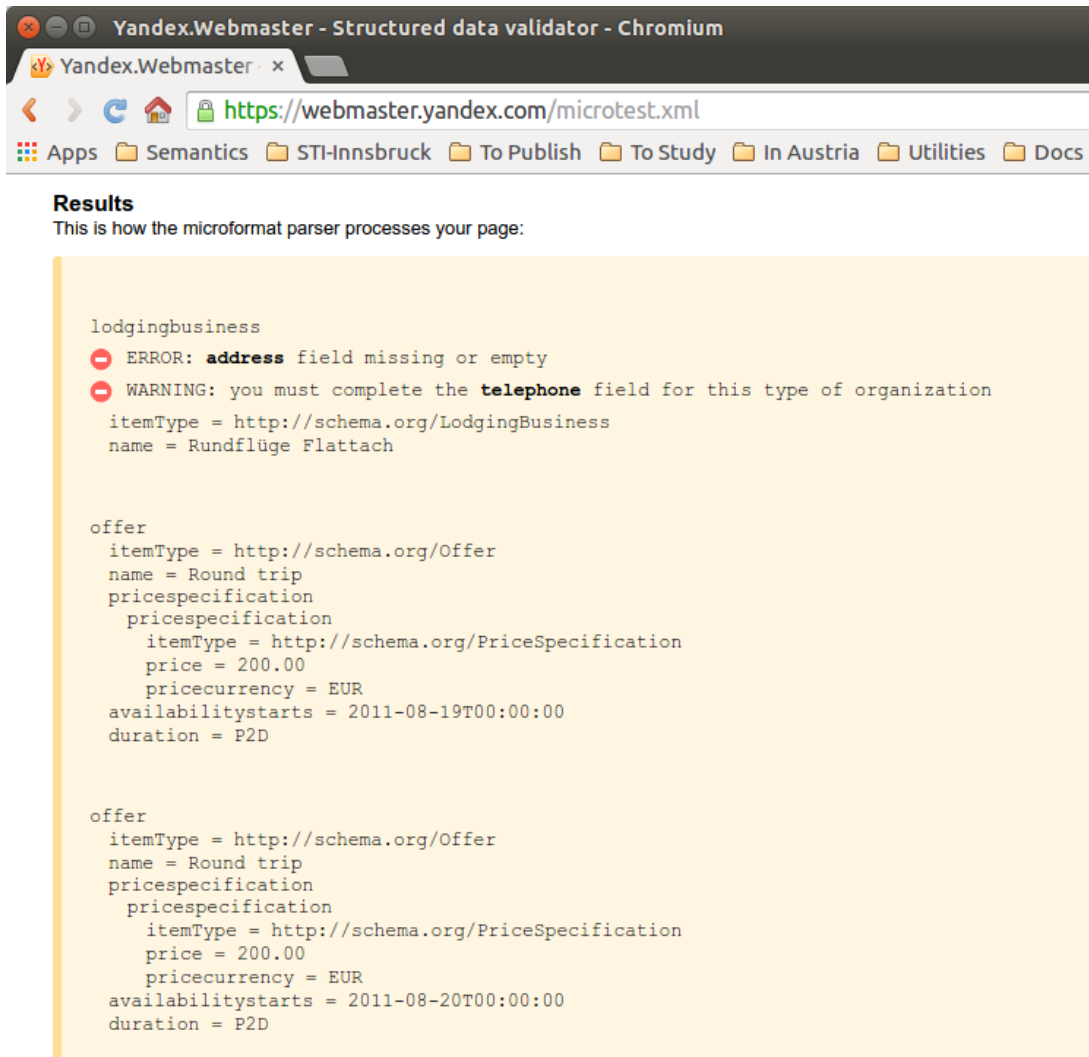 Yandex.Webmaster - Structured data validator - Chromium
Yandex.Webmaster
https://webmaster.yandex.com/microtest.xml
Apps Semantics STI-Innsbruck To Publish To Study In Austria Utilities Docs
Results
This is how the microformat parser processes your page:
lodgingbusiness
ERROR: address field missing or empty
WARNING: you must complete the telephone field for this type of organization
itemType = http://schema.org/LodgingBusiness
name = Rundflüge Flattach
offer
itemType = http://schema.org/Offer
name = Round trip
pricespecification
pricespecification
itemType = http://schema.org/PriceSpecification
price = 200.00
pricecurrency = EUR
availabilitystarts = 2011-08-19T00:00:00
duration = P2D
offer
itemType = http://schema.org/Offer
name = Round trip
pricespecification
pricespecification
itemType = http://schema.org/PriceSpecification
price = 200.00
pricecurrency = EUR
availabilitystarts = 2011-08-20T00:00:00
duration = P2D